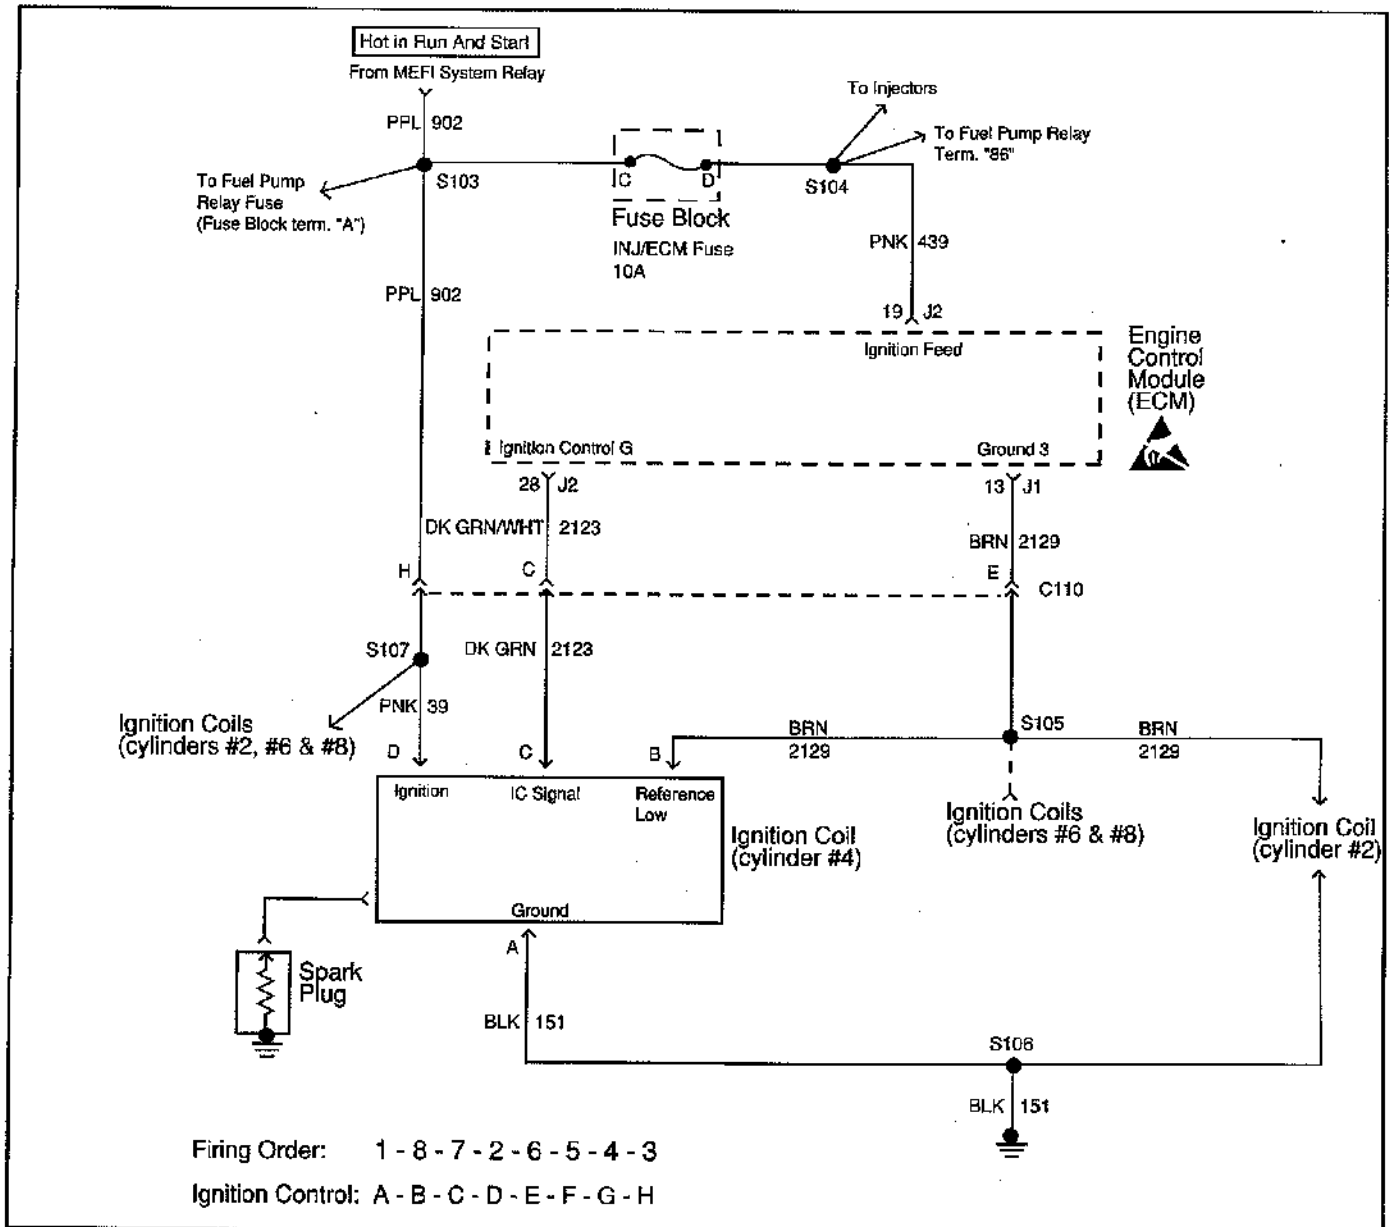 Hot in Run And Start
From MEFI System Relay
To Injectors
PPL 902
To Fuel Pump Relay
Term. "86"
To Fuel Pump
Relay Fuse
(Fuse Block term. "A")
S103
C
D
S104
Fuse Block
INJ/ECM Fuse
10A
PNK 439
PPL 902
19 J2
Ignition Feed
Engine
Control
Module
(ECM)
Ignition Control G
Ground 3
28 J2
13 J1
DK GRN/WHT 2123
BRN 2129
H
C
E
C110
S107
DK GRN 2123
PNK 39
Ignition Coils
(cylinders #2, #6 & #8)
S105
BRN
2129
BRN
2129
D
C
B
Ignition
IC Signal
Reference
Low
Ignition Coil
(cylinder #4)
Ignition Coils
(cylinders #6 & #8)
Ignition Coil
(cylinder #2)
Ground
A
Spark
Plug
BLK 151
S106
BLK 151
Firing Order: 1 - 8 - 7 - 2 - 6 - 5 - 4 - 3
Ignition Control: A - B - C - D - E - F - G - H